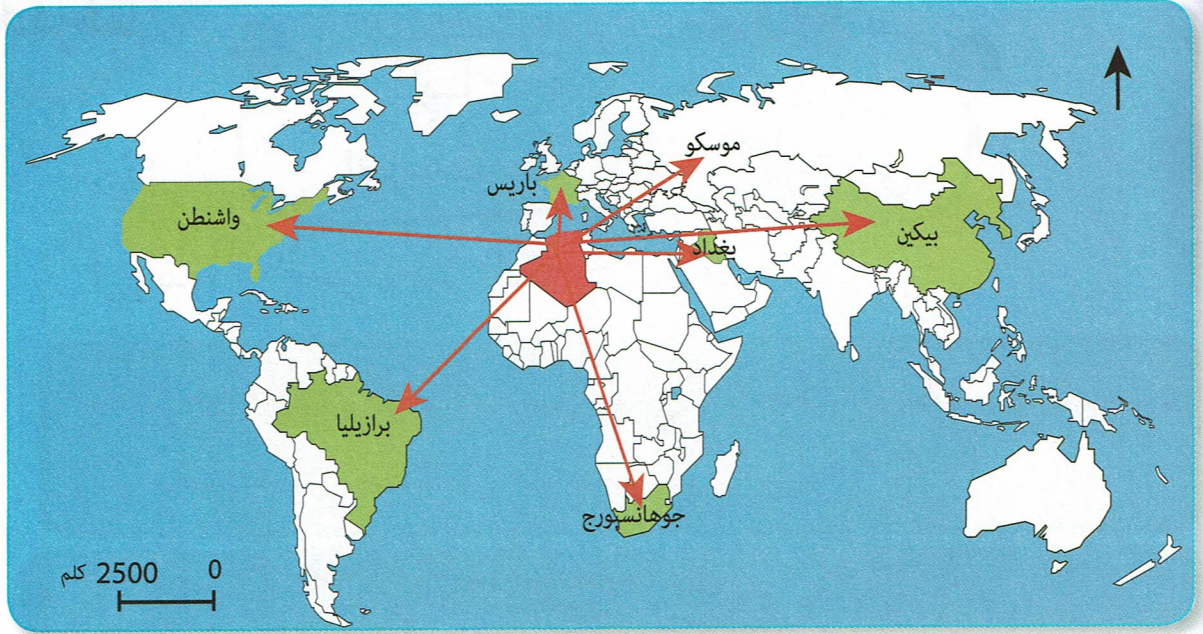 موسكو
باريس
واشنطن
بيكين
بغداد
برازيليا
جوهانسبورج
0 2500 كلم